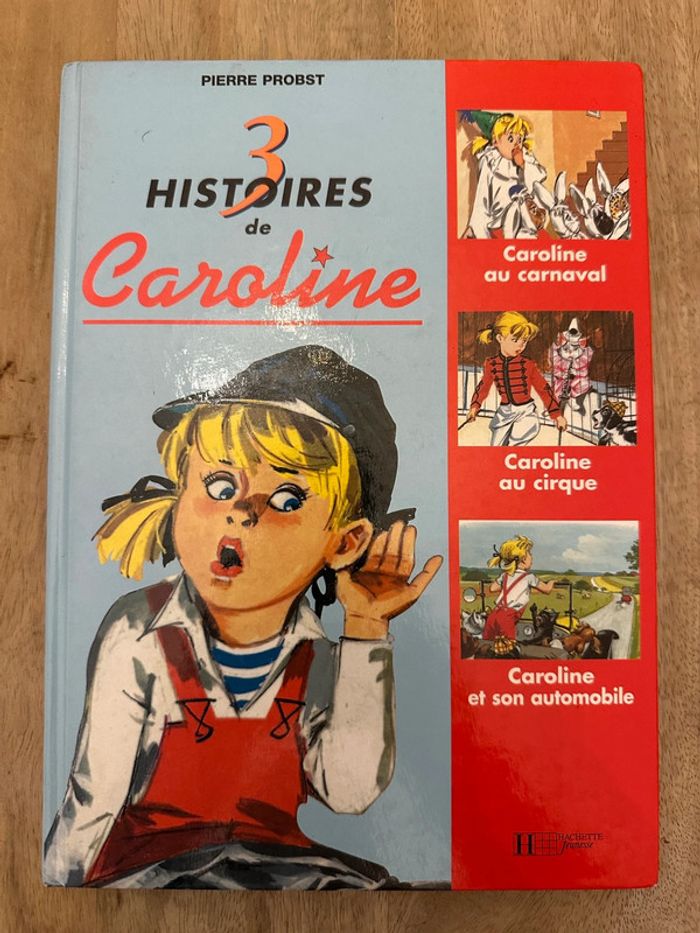 PIERRE PROBST
3
HISTOIRES
de
Caroline
Caroline
au carnaval
Caroline
au cirque
Caroline
et son automobile
H HACHETTE
Jeunesse